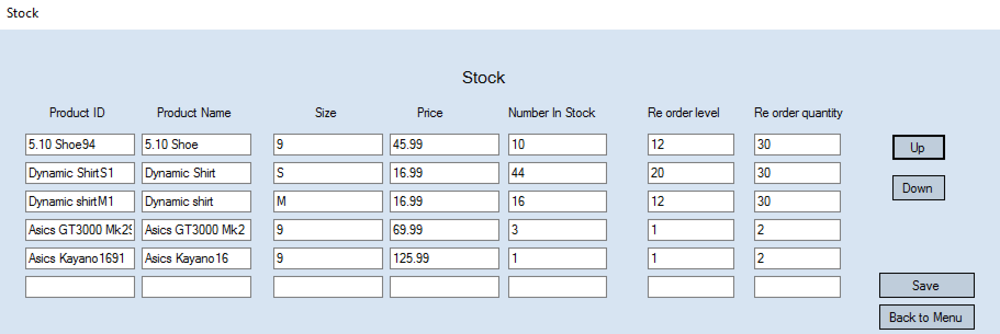 Stock
Stock
Product ID Product Name Size Price Number In Stock Re order level Re order quantity
5.10 Shoe94 5.10 Shoe 9 45.99 10 12 30 Up
Dynamic ShirtS1 Dynamic Shirt S 16.99 44 20 30
Down
Dynamic shirtM1 Dynamic shirt M 16.99 16 12 30
Asics GT3000 Mk29 Asics GT3000 Mk2 9 69.99 3 1 2
Asics Kayano1691 Asics Kayano16 9 125.99 1 1 2
Save
Back to Menu